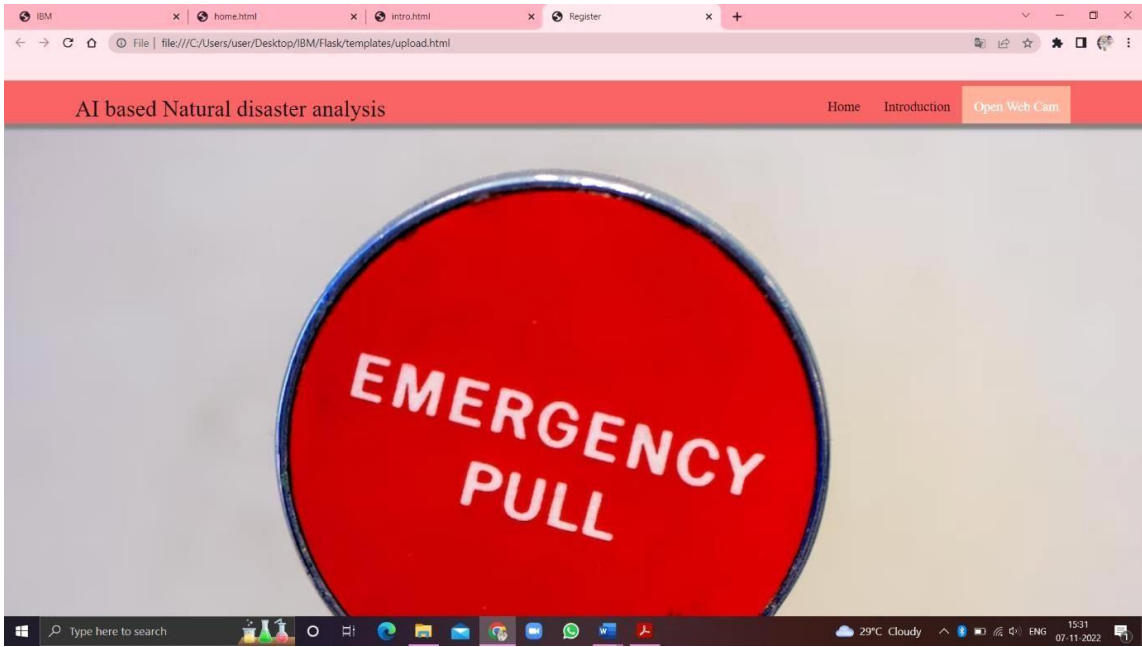 IBM
home.html
intro.html
Register
File
file:///C:/Users/user/Desktop/IBM/Flask/templates/upload.html
AI based Natural disaster analysis
Home
Introduction
Open Web Cam
EMERGENCY
PULL
Type here to search
29°C Cloudy
ENG
15:31
07-11-2022